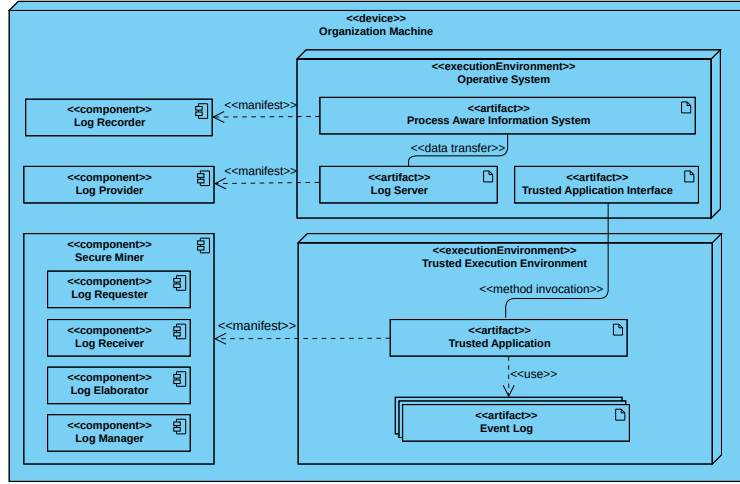 <<device>>
Organization Machine
<<executionEnvironment>>
Operative System
<<component>>
Log Recorder
<<manifest>>
<<artifact>>
Process Aware Information System
<<data transfer>>
<<component>>
Log Provider
<<manifest>>
<<artifact>>
Log Server
<<artifact>>
Trusted Application Interface
<<component>>
Secure Miner
<<executionEnvironment>>
Trusted Execution Environment
<<component>>
Log Requester
<<method invocation>>
<<component>>
Log Receiver
<<manifest>>
<<artifact>>
Trusted Application
<<use>>
<<component>>
Log Elaborator
<<component>>
Log Manager
<<artifact>>
Event Log